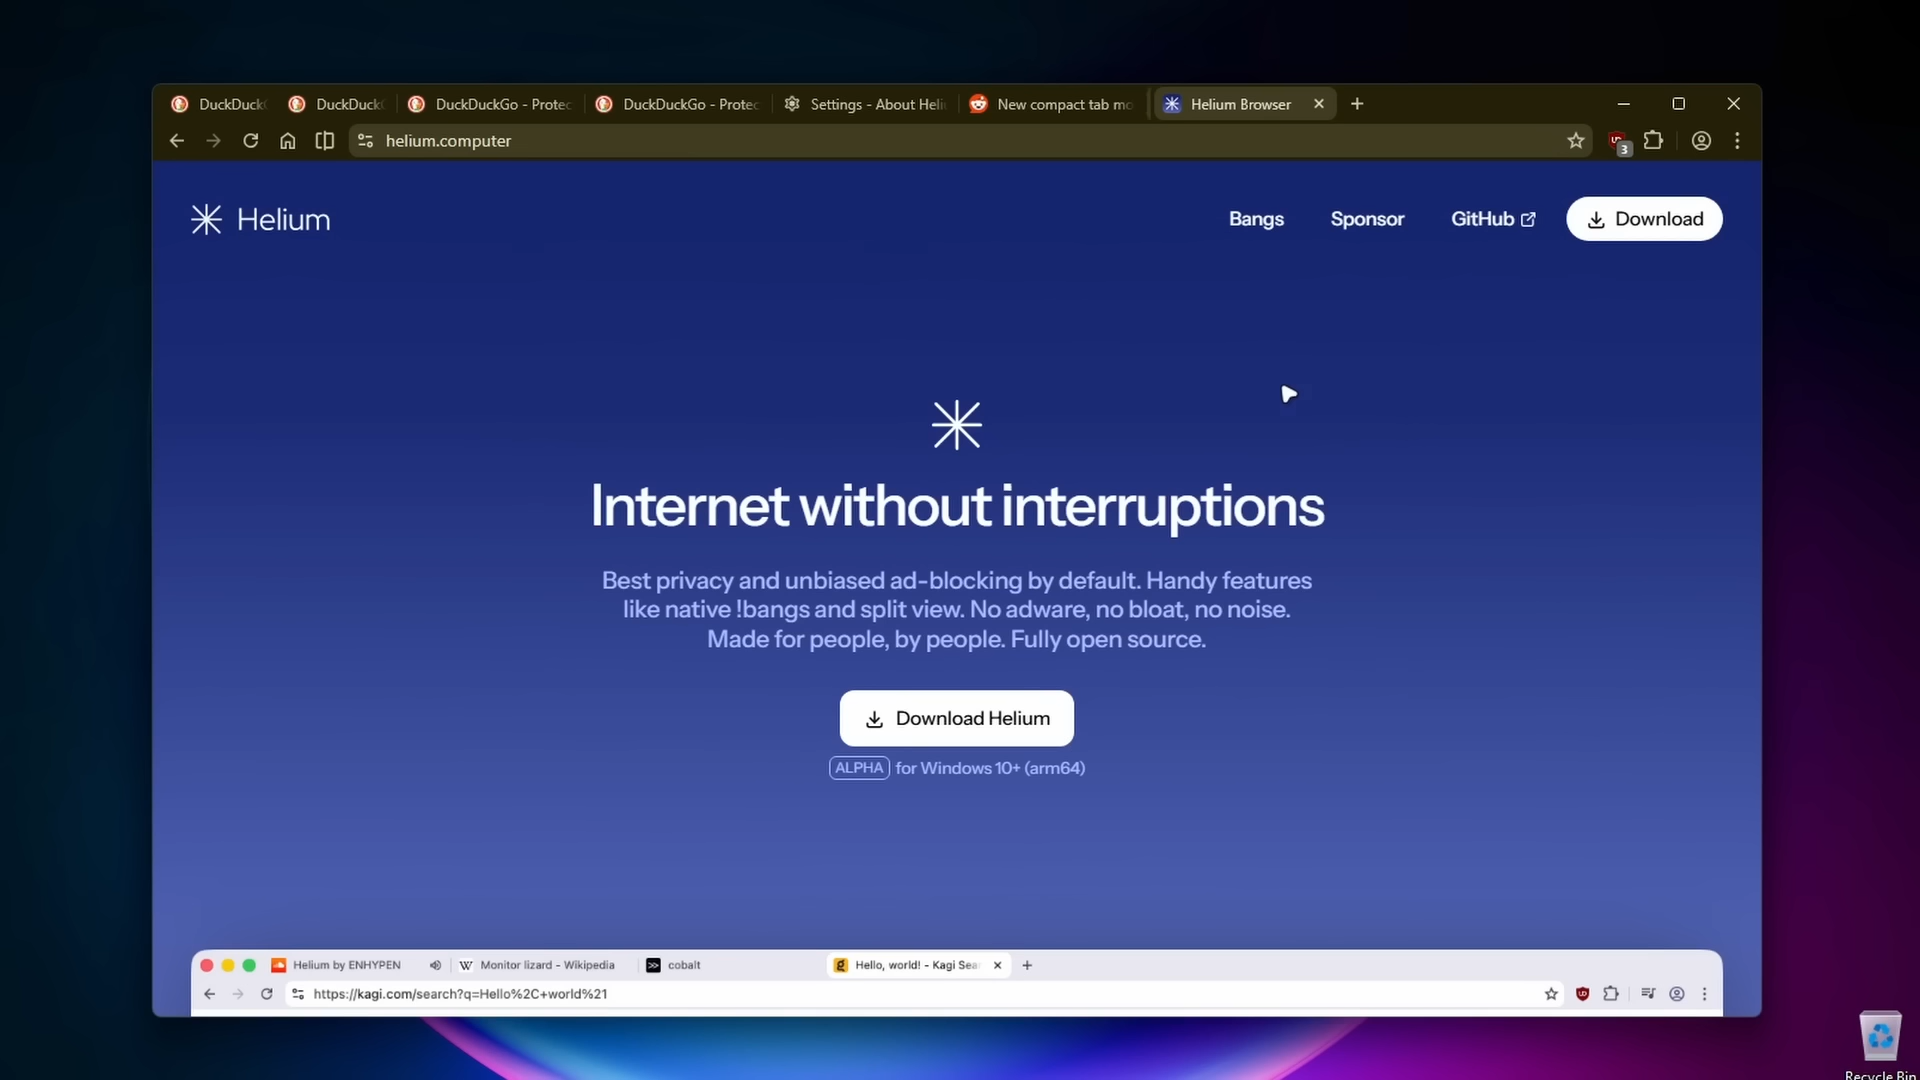 DuckDuckG
DuckDuckG
DuckDuckGo - Protec
DuckDuckGo - Protec
Settings - About Heli
New compact tab mo
Helium Browser
helium.computer
3
Helium
Bangs
Sponsor
GitHub
Download
Internet without interruptions
Best privacy and unbiased ad-blocking by default. Handy features
like native !bangs and split view. No adware, no bloat, no noise.
Made for people, by people. Fully open source.
Download Helium
ALPHA for Windows 10+ (arm64)
Helium by ENHYPEN
Monitor lizard - Wikipedia
cobalt
Hello, world! - Kagi Sea
https://kagi.com/search?q=Hello%2C+world%21
Recycle Bin